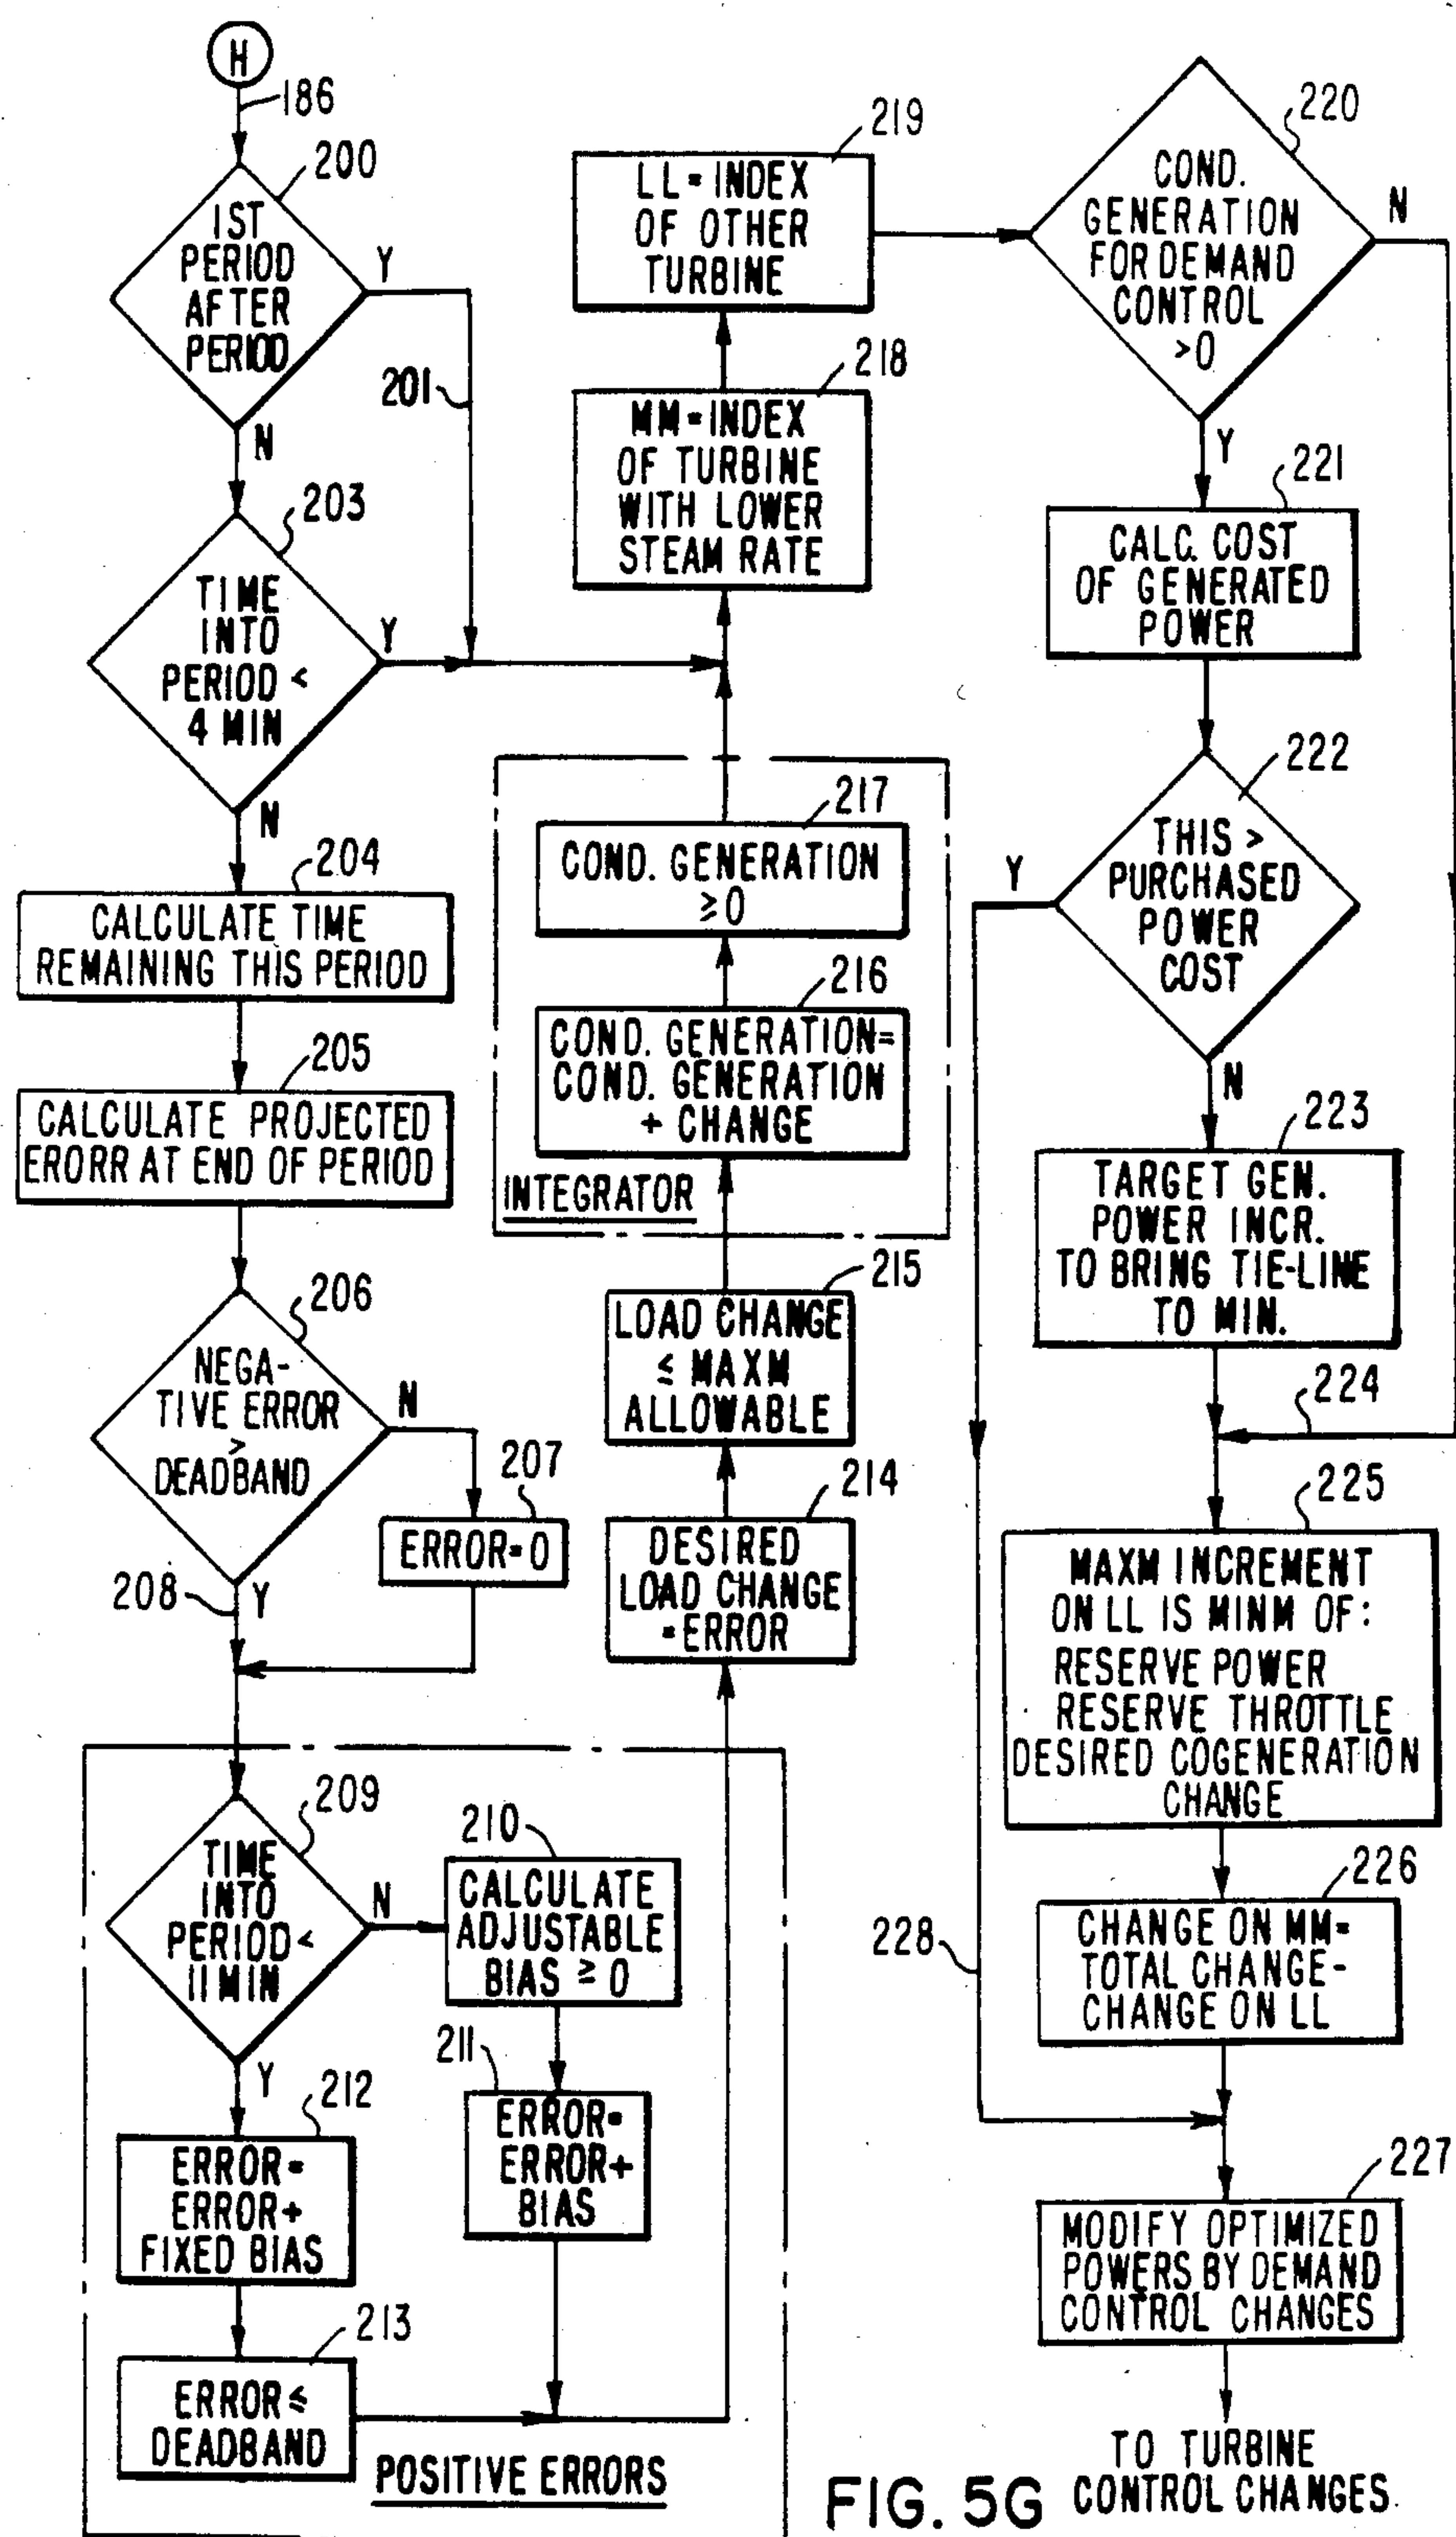 H
186
200
1ST
PERIOD
AFTER
PERIOD
Y
N
201
203
TIME
INTO
PERIOD <
4 MIN
Y
N
204
CALCULATE TIME
REMAINING THIS PERIOD
205
CALCULATE PROJECTED
ERORR AT END OF PERIOD
206
NEGA-
TIVE ERROR
>
DEADBAND
N
207
ERROR=0
208
Y
209
TIME
INTO
PERIOD <
11 MIN
N
Y
210
CALCULATE
ADJUSTABLE
BIAS ≥ 0
211
ERROR=
ERROR+
BIAS
212
ERROR=
ERROR+
FIXED BIAS
213
ERROR ≤
DEADBAND
POSITIVE ERRORS
214
DESIRED
LOAD CHANGE
=ERROR
215
LOAD CHANGE
≤ MAXM
ALLOWABLE
INTEGRATOR
216
COND. GENERATION=
COND. GENERATION
+ CHANGE
217
COND. GENERATION
≥0
218
MM=INDEX
OF TURBINE
WITH LOWER
STEAM RATE
219
LL=INDEX
OF OTHER
TURBINE
220
COND.
GENERATION
FOR DEMAND
CONTROL
>0
N
Y
221
CALC. COST
OF GENERATED
POWER
222
THIS >
PURCHASED
POWER
COST
Y
N
223
TARGET GEN.
POWER INCR.
TO BRING TIE-LINE
TO MIN.
224
225
MAXM INCREMENT
ON LL IS MINM OF:
RESERVE POWER
RESERVE THROTTLE
DESIRED COGENERATION
CHANGE
226
CHANGE ON MM=
TOTAL CHANGE-
CHANGE ON LL
228
227
MODIFY OPTIMIZED
POWERS BY DEMAND
CONTROL CHANGES
TO TURBINE
CONTROL CHANGES.
FIG. 5G